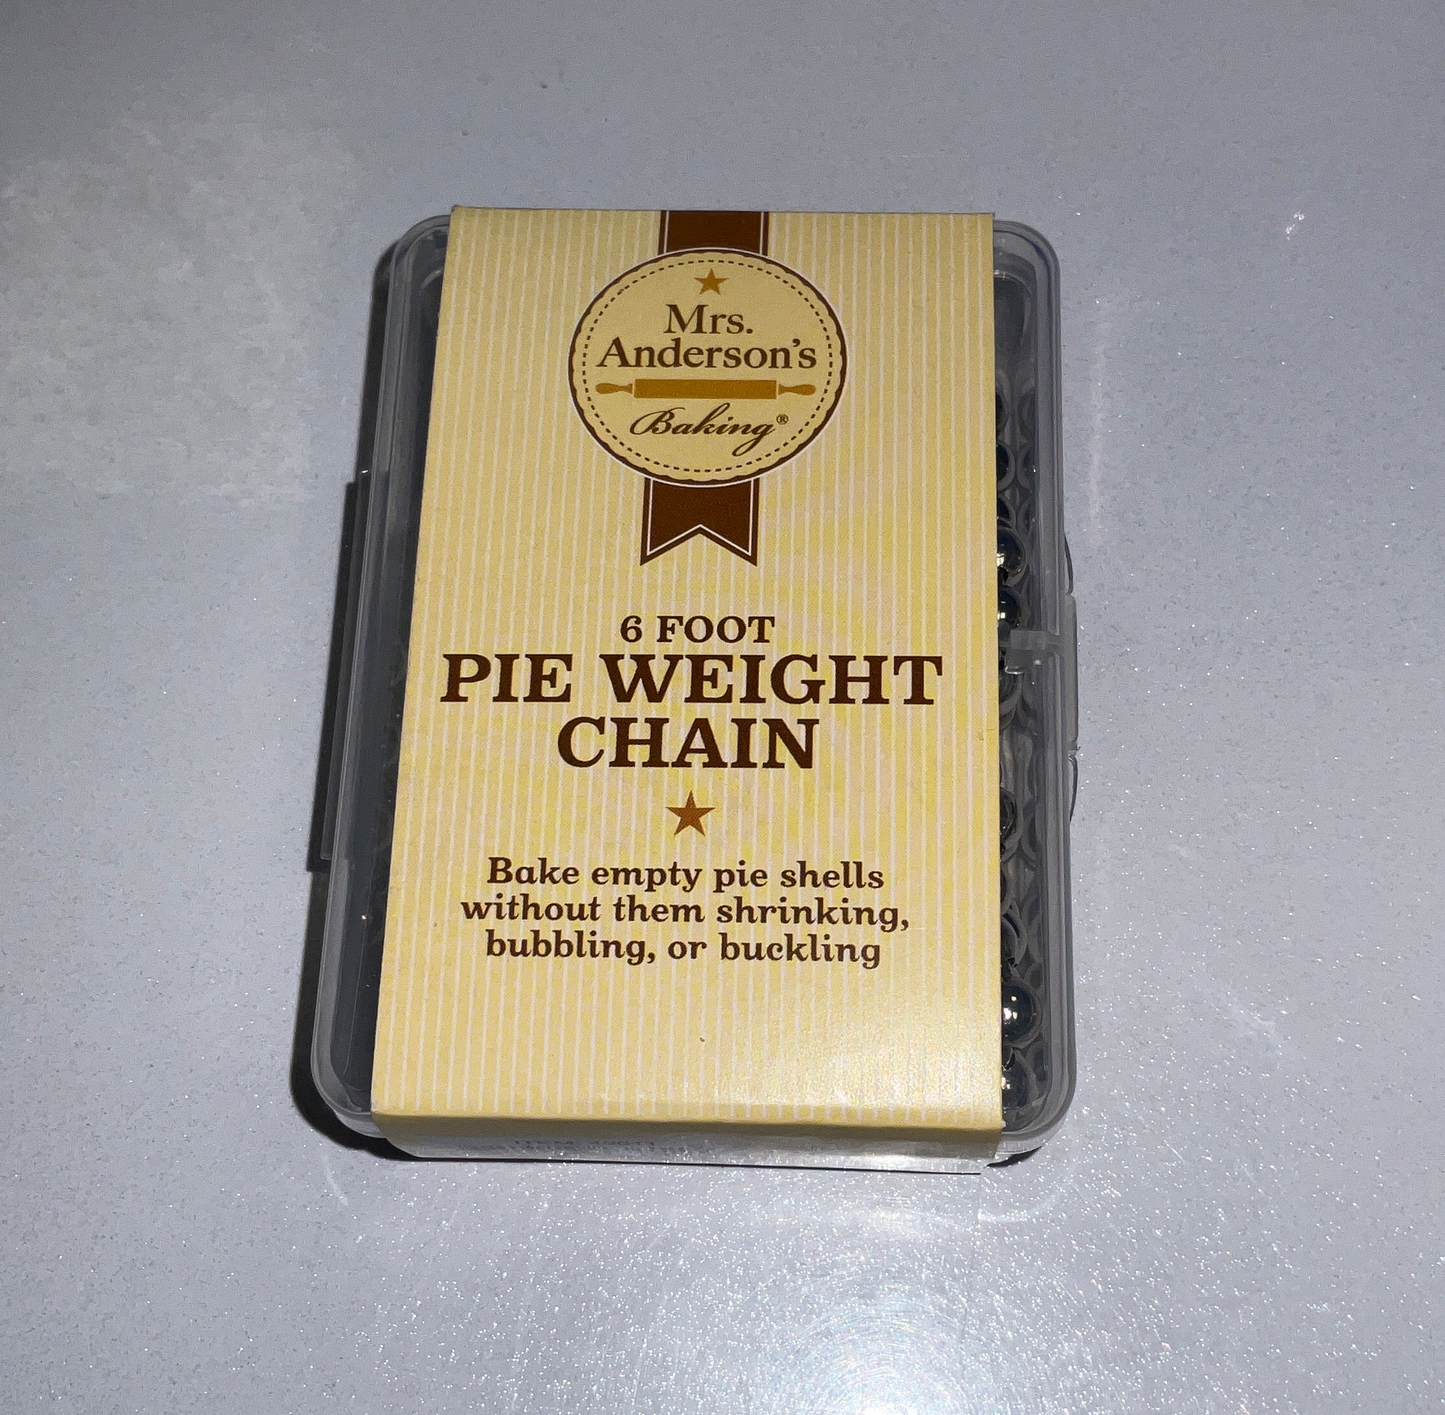 Mrs.
Anderson's
Baking®
6 FOOT
PIE WEIGHT
CHAIN
Bake empty pie shells
without them shrinking,
bubbling, or buckling